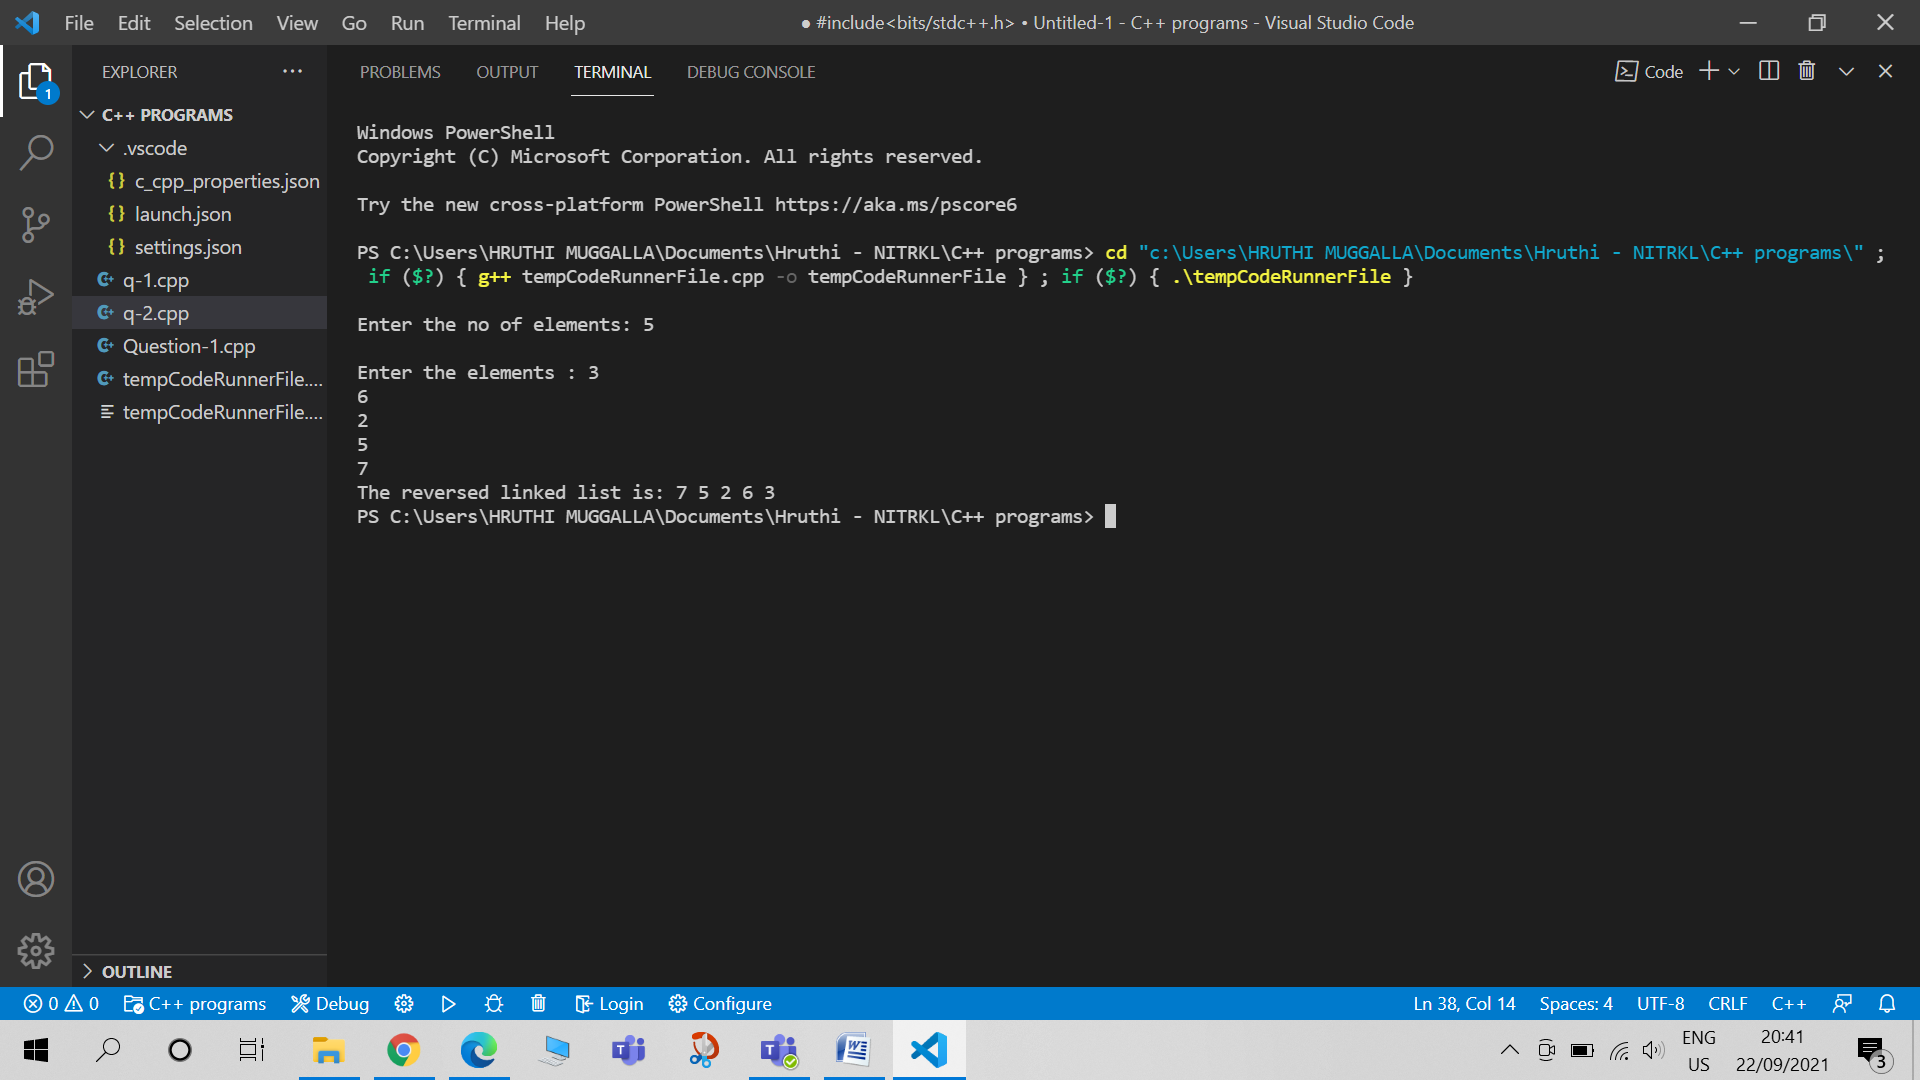 File Edit Selection View Go Run Terminal Help
● #include<bits/stdc++.h> • Untitled-1 - C++ programs - Visual Studio Code
EXPLORER ...
1
C++ PROGRAMS
.vscode
{} c_cpp_properties.json
{} launch.json
{} settings.json
q-1.cpp
q-2.cpp
Question-1.cpp
tempCodeRunnerFile....
tempCodeRunnerFile....
OUTLINE
PROBLEMS OUTPUT TERMINAL DEBUG CONSOLE
Code
Windows PowerShell
Copyright (C) Microsoft Corporation. All rights reserved.
Try the new cross-platform PowerShell https://aka.ms/pscore6
PS C:\Users\HRUTHI MUGGALLA\Documents\Hruthi - NITRKL\C++ programs> cd "c:\Users\HRUTHI MUGGALLA\Documents\Hruthi - NITRKL\C++ programs\" ;
if ($?) { g++ tempCodeRunnerFile.cpp -o tempCodeRunnerFile } ; if ($?) { .\tempCodeRunnerFile }
Enter the no of elements: 5
Enter the elements : 3
6
2
5
7
The reversed linked list is: 7 5 2 6 3
PS C:\Users\HRUTHI MUGGALLA\Documents\Hruthi - NITRKL\C++ programs>
0 0 C++ programs Debug Login Configure
Ln 38, Col 14 Spaces: 4 UTF-8 CRLF C++
ENG
US
20:41
22/09/2021
3